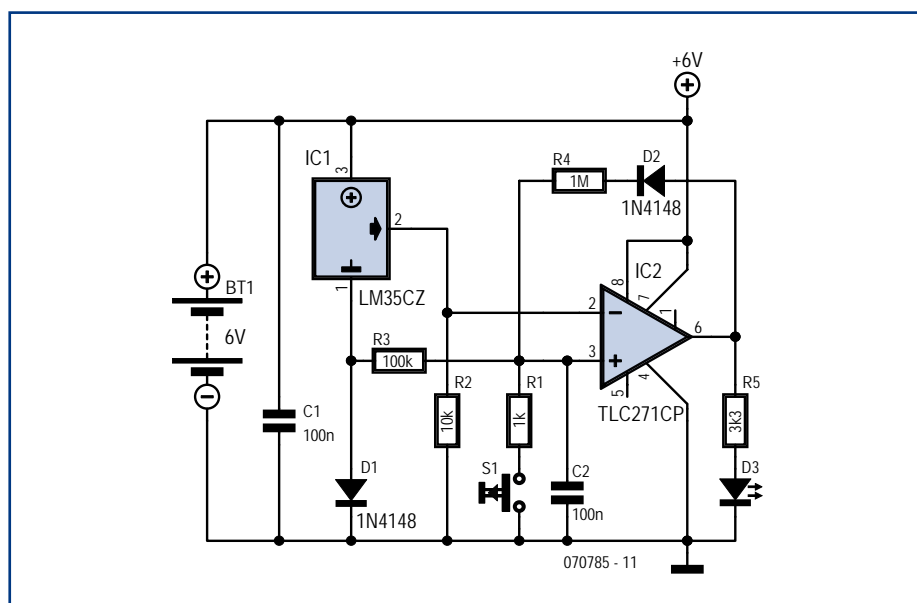 +6V
IC1
3
2
1
LM35CZ
R4
1M
D2
1N4148
BT1
6V
C1
100n
R3
100k
D1
1N4148
R2
10k
R1
1k
S1
C2
100n
IC2
8
7
1
2
3
6
5
4
TLC271CP
R5
3k3
D3
070785 - 11